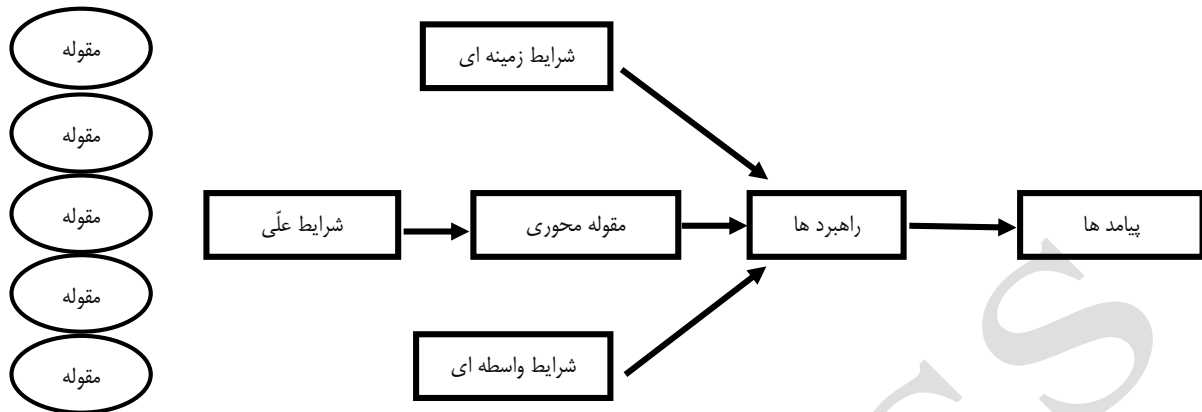 مقوله
مقوله
مقوله
مقوله
مقوله
شرایط زمینه ای
شرایط علّی
مقوله محوری
راهبرد ها
پیامد ها
شرایط واسطه ای